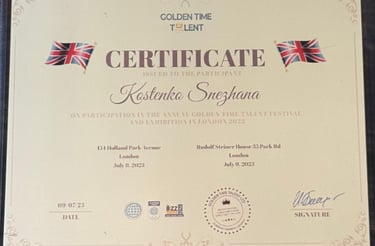 GOLDEN TIME
TALENT
CERTIFICATE
ISSUED TO THE PARTICIPANT
Kostenko Snezhana
ON PARTICIPATION IN THE ANNUAL GOLDEN TIME TALENT FESTIVAL
AND EXHIBITION IN LONDON 2023
Holland Park Avenue
London
July 8, 2023
Rudolf Steiner House 35 Park Rd
London
July 9, 2023
09/07/23
DATE
SIGNATURE